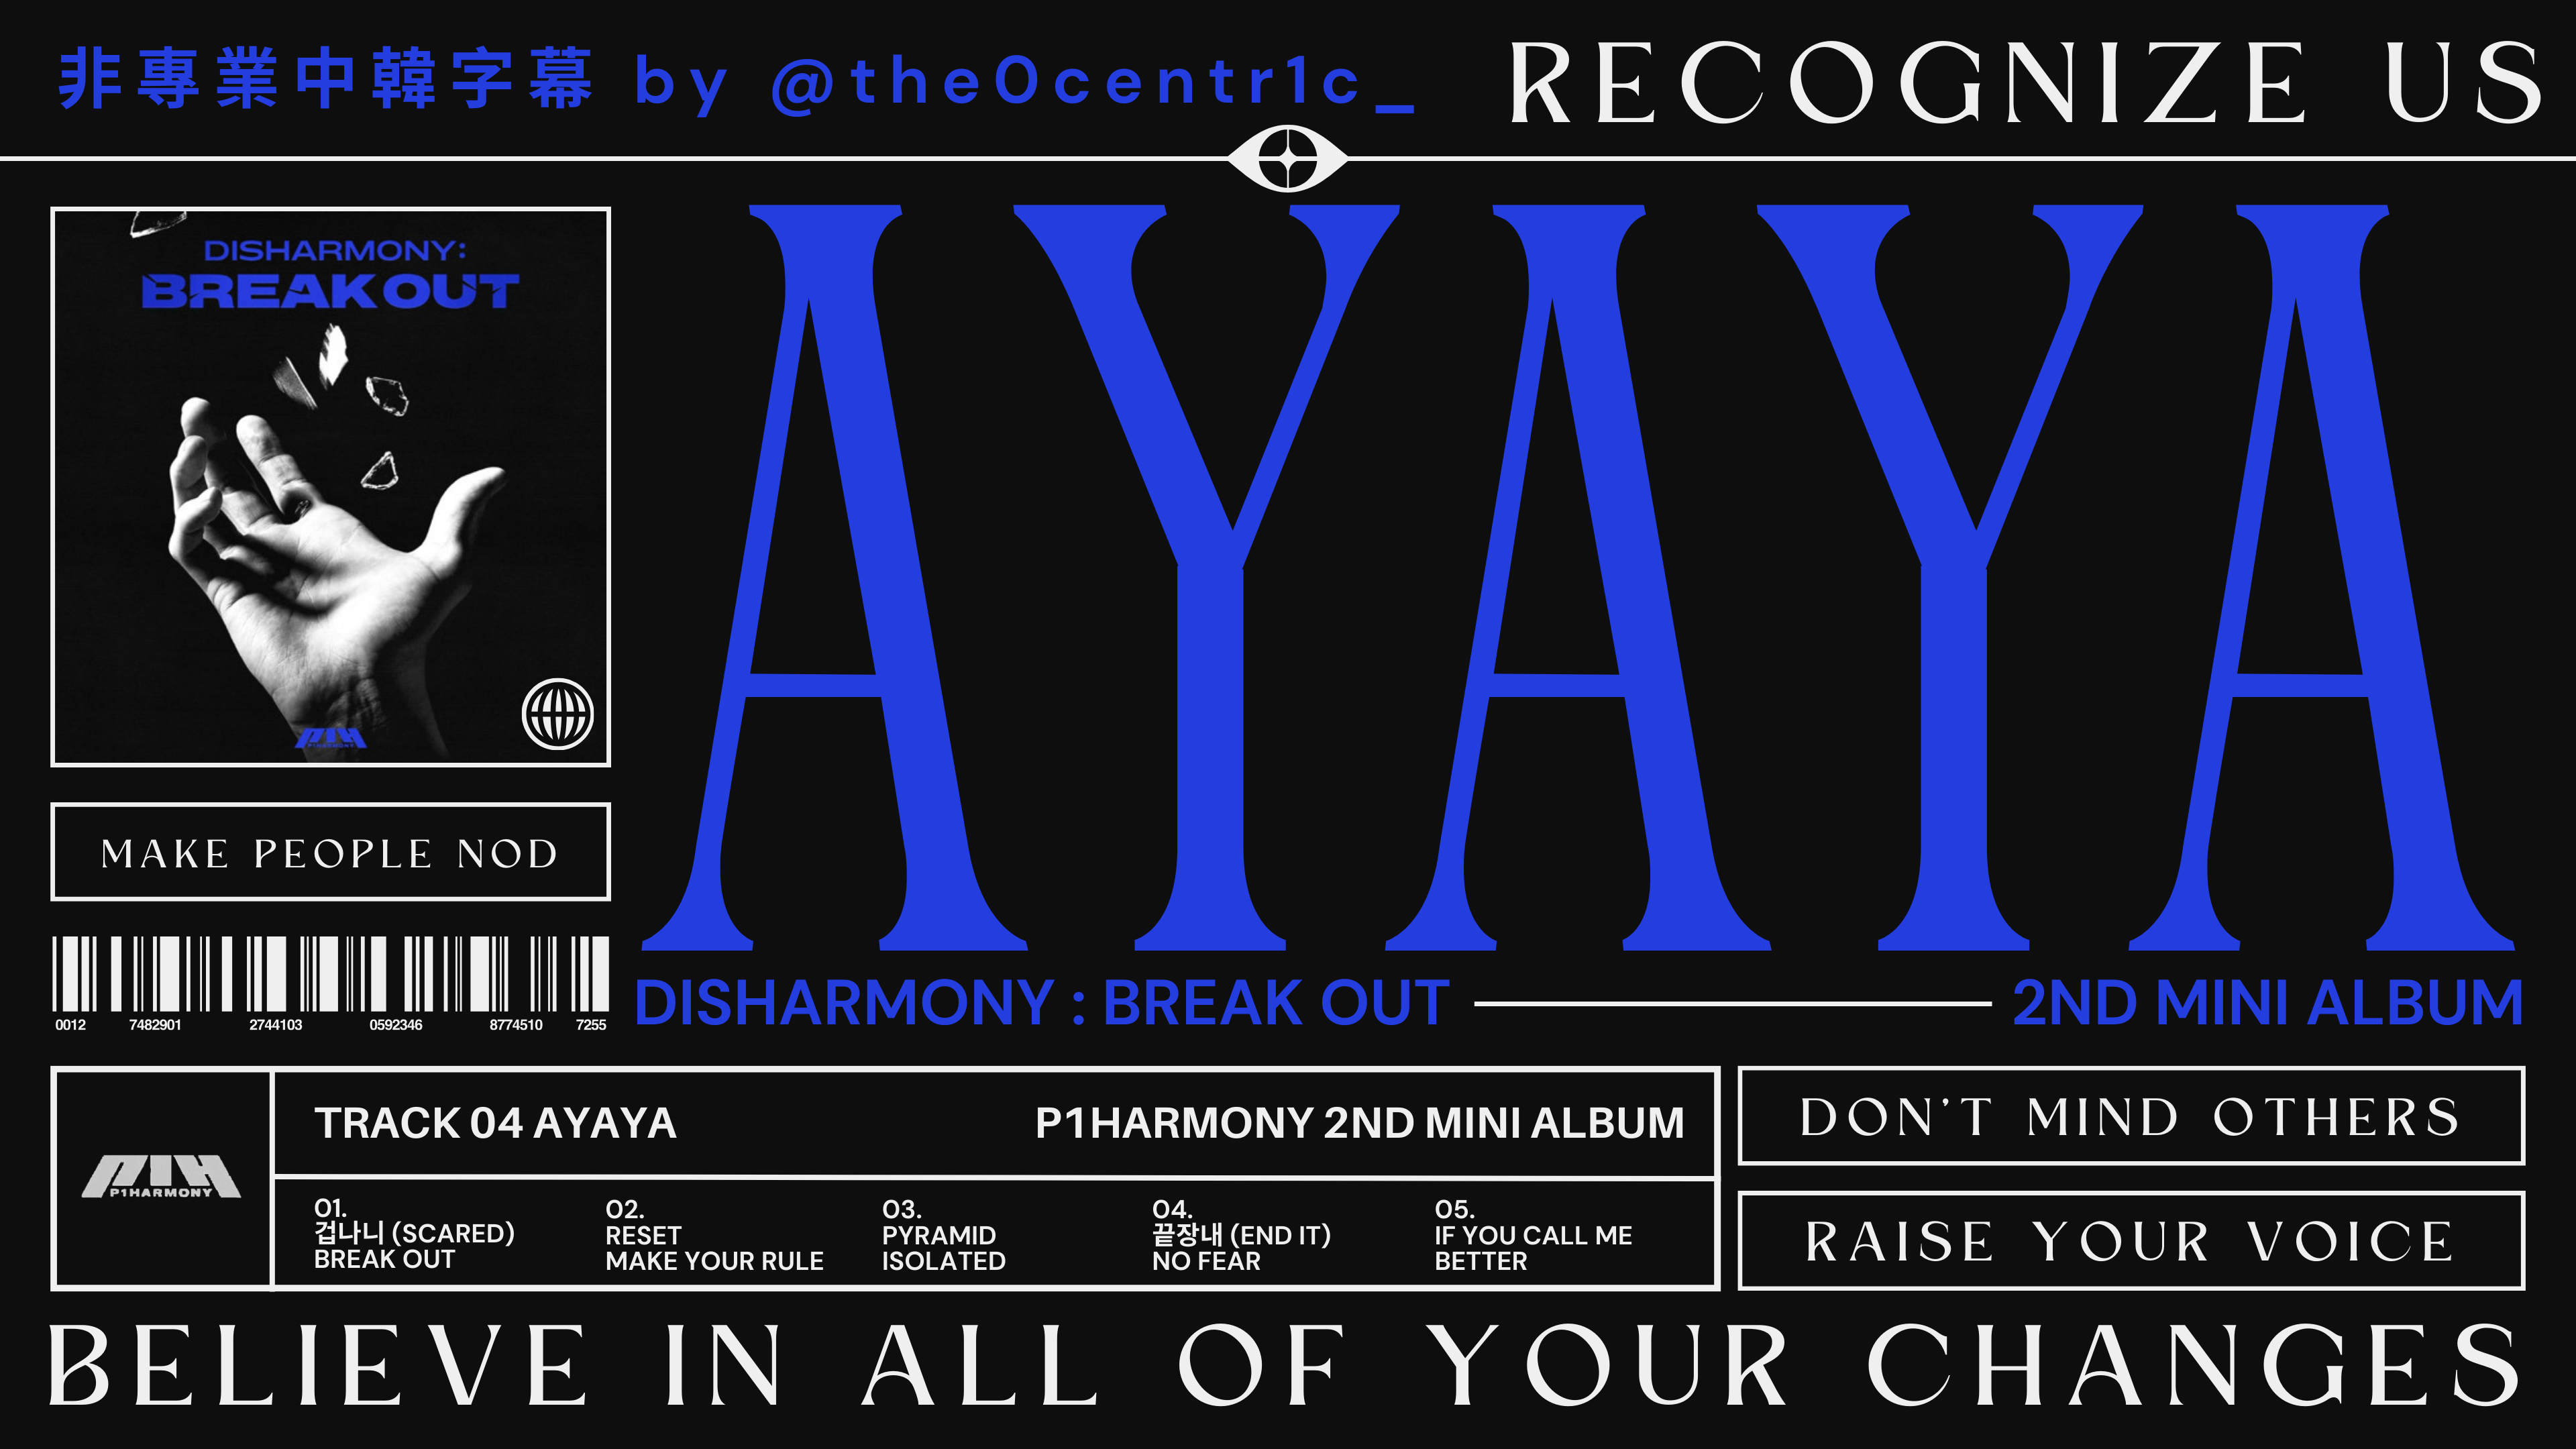 非專業中韓字幕 by @the0centr1c_
RECOGNIZE US
DISHARMONY:
BREAK OUT
P1H
AYAYA
MAKE PEOPLE NOD
0012 7482901 2744103 0592346 8774510 7255
DISHARMONY : BREAK OUT
2ND MINI ALBUM
P1H
P1HARMONY
TRACK 04 AYAYA
P1HARMONY 2ND MINI ALBUM
01.
겁나니 (SCARED)
BREAK OUT
02.
RESET
MAKE YOUR RULE
03.
PYRAMID
ISOLATED
04.
끝장내 (END IT)
NO FEAR
05.
IF YOU CALL ME
BETTER
DON'T MIND OTHERS
RAISE YOUR VOICE
BELIEVE IN ALL OF YOUR CHANGES